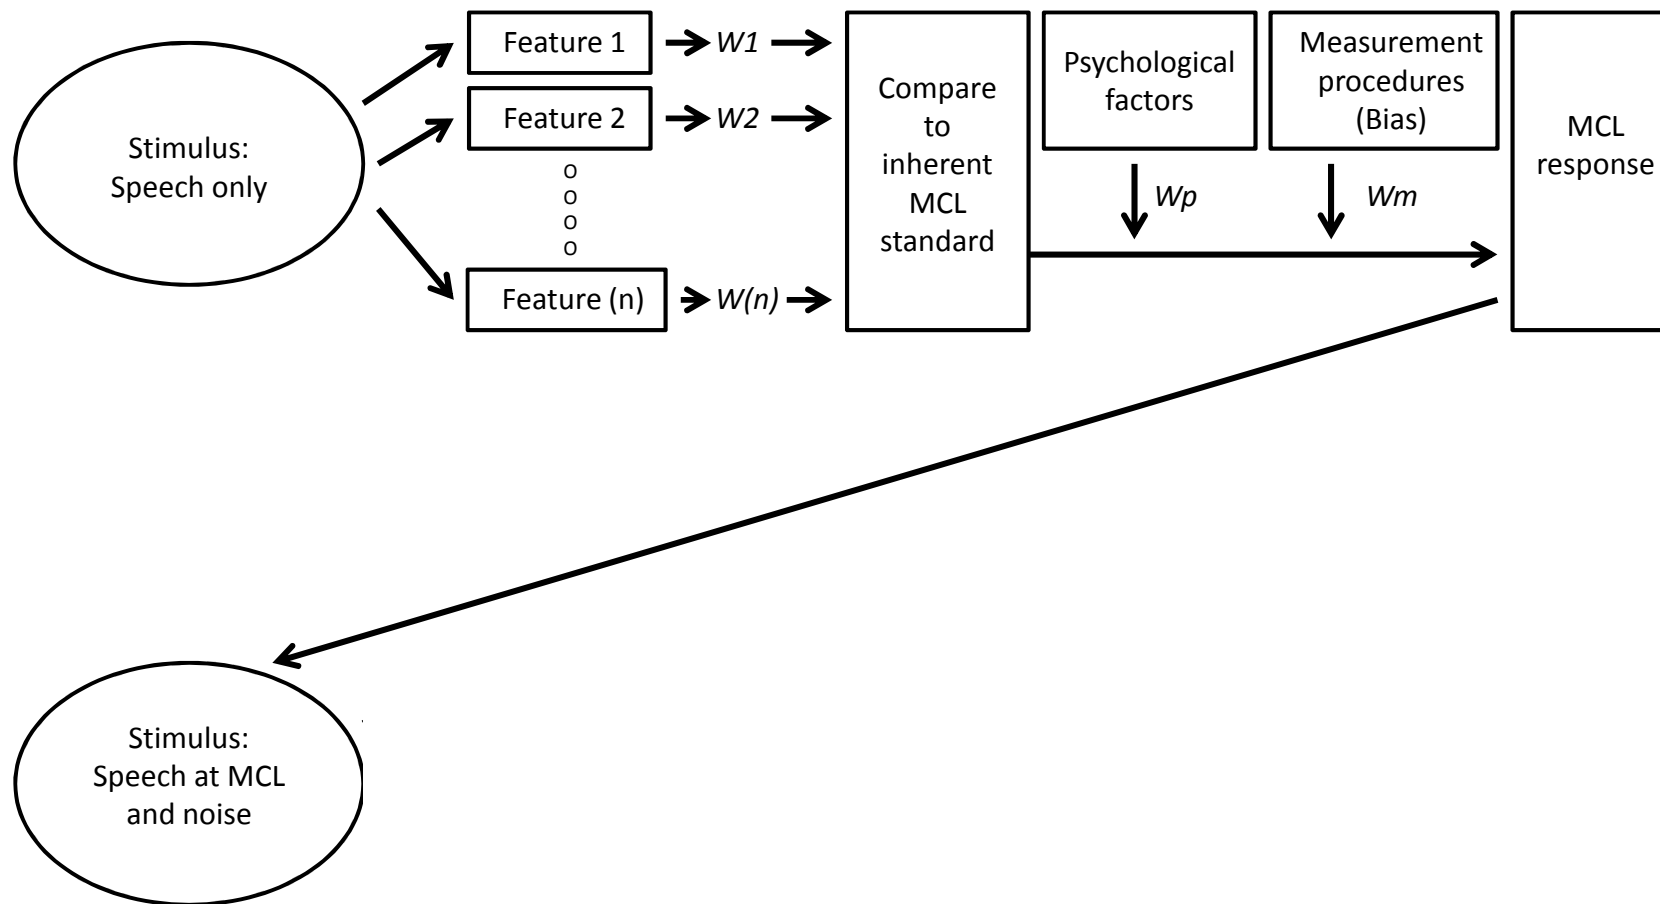 Stimulus:
Speech only
Feature 1
W1
Feature 2
W2
o
o
o
o
Feature (n)
W(n)
Compare
to
inherent
MCL
standard
Psychological
factors
Wp
Measurement
procedures
(Bias)
Wm
MCL
response
Stimulus:
Speech at MCL
and noise